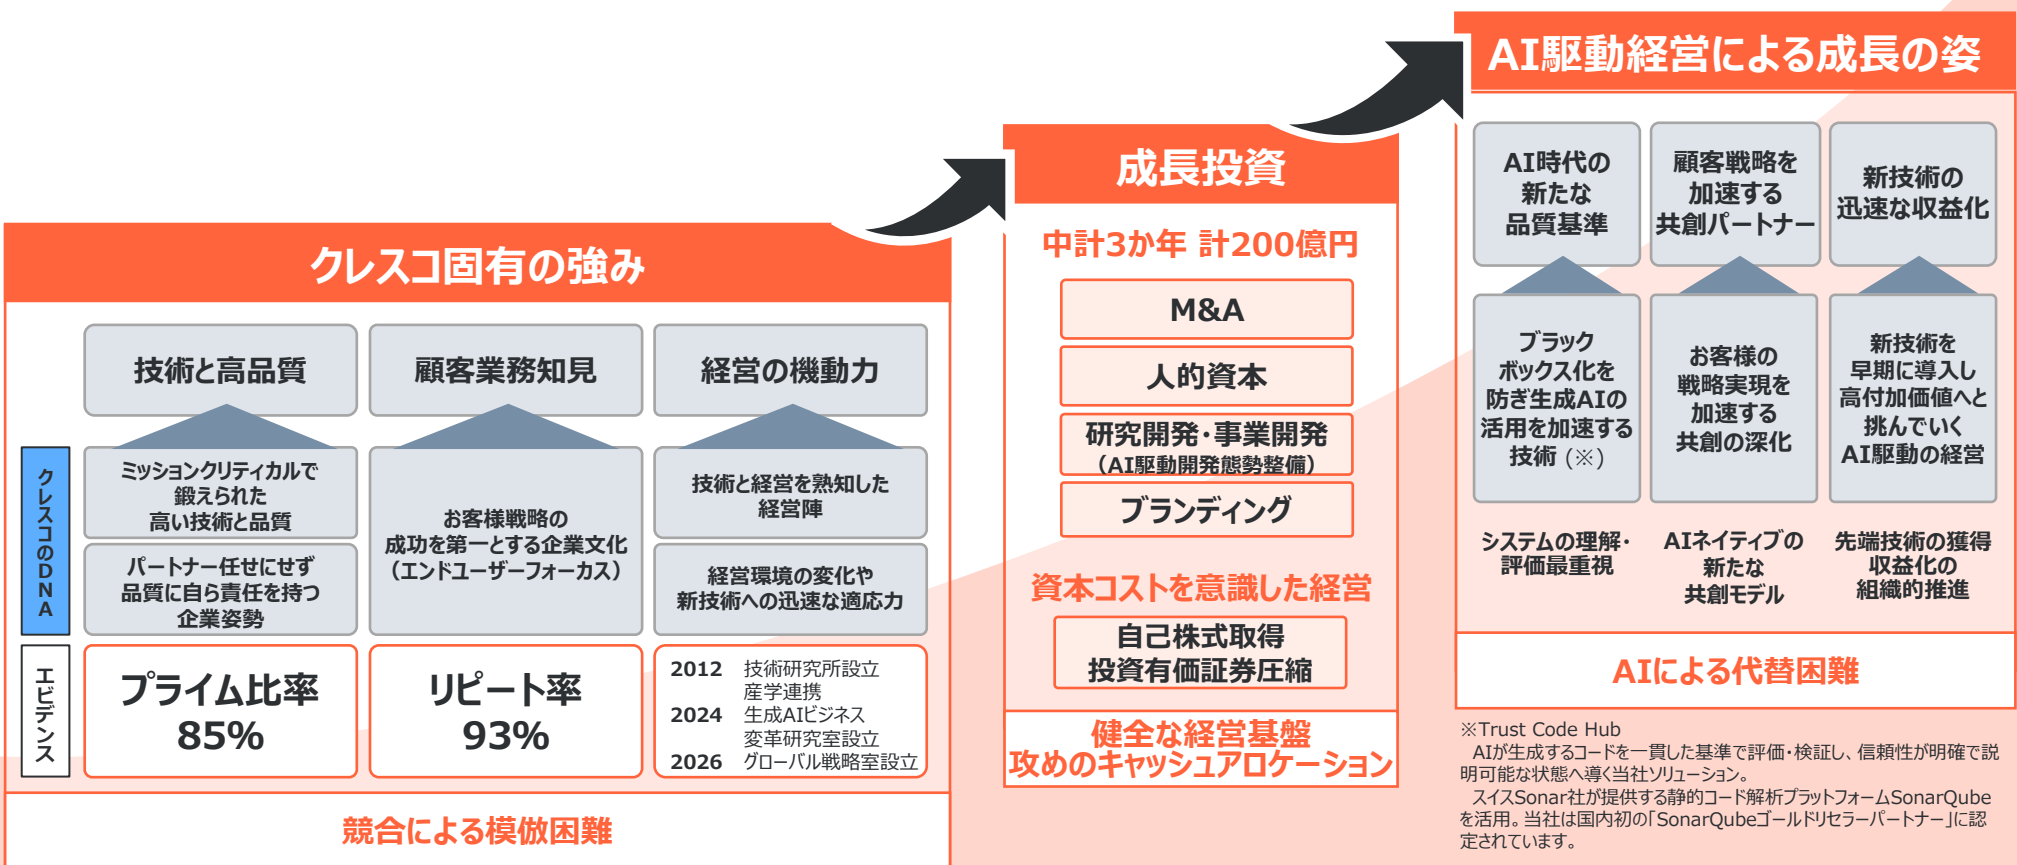 クレスコ固有の強み
技術と高品質
顧客業務知見
経営の機動力
クレスコのDNA
ミッションクリティカルで
鍛えられた
高い技術と品質
パートナー任せにせず
品質に自ら責任を持つ
企業姿勢
お客様戦略の
成功を第一とする企業文化
（エンドユーザーフォーカス）
技術と経営を熟知した
経営陣
経営環境の変化や
新技術への迅速な適応力
エビデンス
プライム比率
85%
リピート率
93%
2012 技術研究所設立
産学連携
2024 生成AIビジネス
変革研究室設立
2026 グローバル戦略室設立
競合による模倣困難
成長投資
中計3か年 計200億円
M&A
人的資本
研究開発・事業開発
（AI駆動開発態勢整備）
ブランディング
資本コストを意識した経営
自己株式取得
投資有価証券圧縮
健全な経営基盤
攻めのキャッシュアロケーション
AI駆動経営による成長の姿
AI時代の
新たな
品質基準
顧客戦略を
加速する
共創パートナー
新技術の
迅速な収益化
ブラック
ボックス化を
防ぎ生成AIの
活用を加速する
技術（※）
お客様の
戦略実現を
加速する
共創の深化
新技術を
早期に導入し
高付加価値へと
挑んでいく
AI駆動の経営
システムの理解・
評価最重視
AIネイティブの
新たな
共創モデル
先端技術の獲得
収益化の
組織的推進
AIによる代替困難
※Trust Code Hub
AIが生成するコードを一貫した基準で評価・検証し、信頼性が明確で説
明可能な状態へ導く当社ソリューション。
スイスSonar社が提供する静的コード解析プラットフォームSonarQube
を活用。当社は国内初の「SonarQubeゴールドリセラーパートナー」に認
定されています。